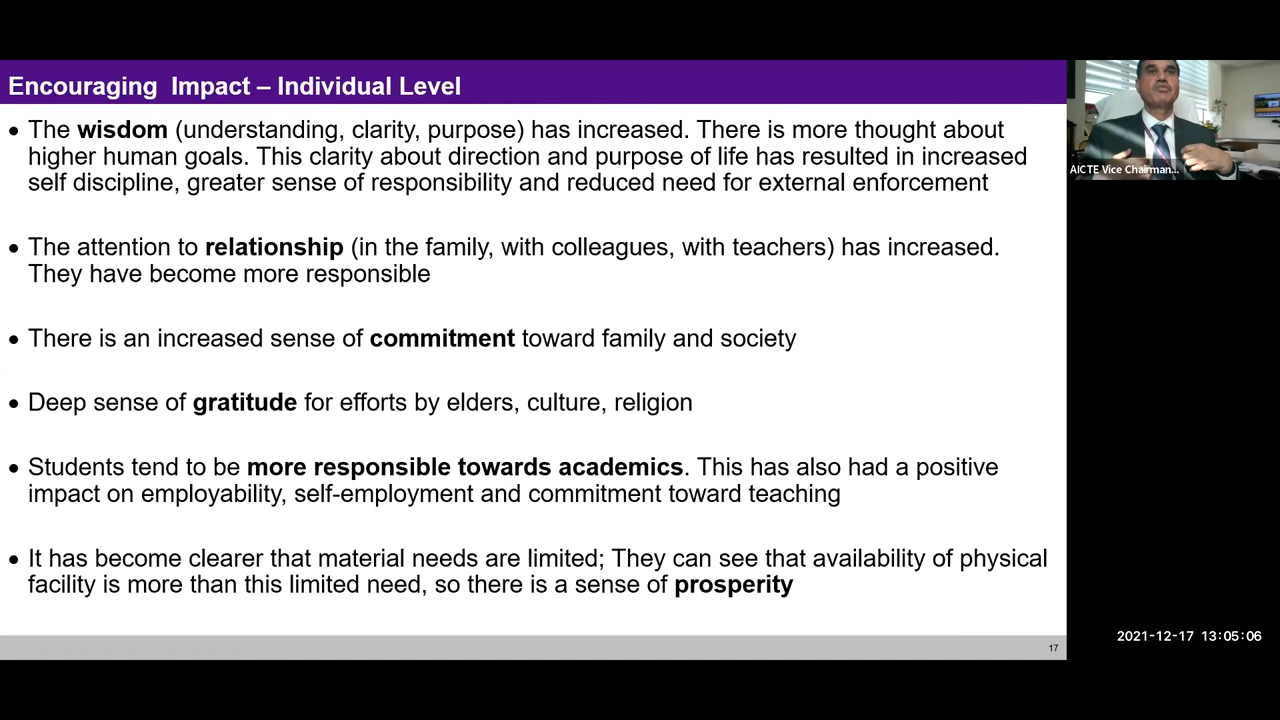 Encouraging Impact – Individual Level
• The wisdom (understanding, clarity, purpose) has increased. There is more thought about
higher human goals. This clarity about direction and purpose of life has resulted in increased
self discipline, greater sense of responsibility and reduced need for external enforcement
• The attention to relationship (in the family, with colleagues, with teachers) has increased.
They have become more responsible
• There is an increased sense of commitment toward family and society
• Deep sense of gratitude for efforts by elders, culture, religion
• Students tend to be more responsible towards academics. This has also had a positive
impact on employability, self-employment and commitment toward teaching
• It has become clearer that material needs are limited; They can see that availability of physical
facility is more than this limited need, so there is a sense of prosperity
17
AICTE Vice Chairman...
2021-12-17 13:05:06